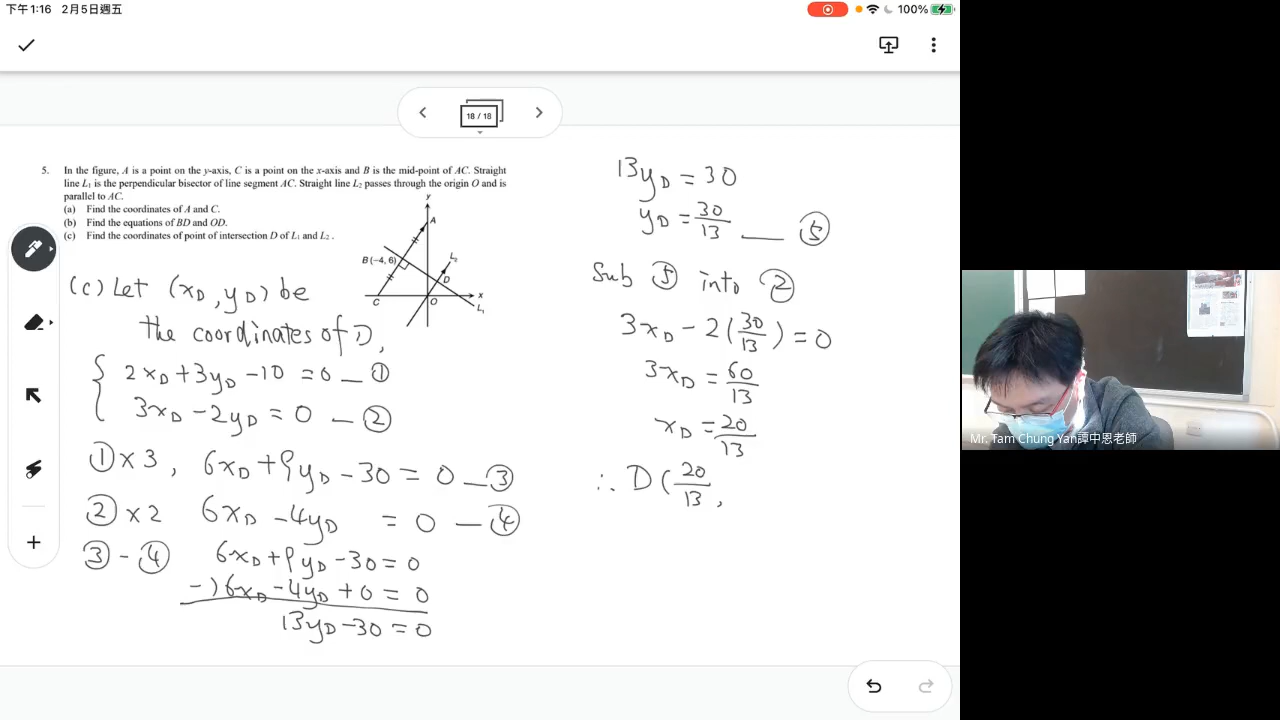 下午1:16 2月5日週五
100%
18 / 18
5. In the figure, A is a point on the y-axis, C is a point on the x-axis and B is the mid-point of AC. Straight
line L₁ is the perpendicular bisector of line segment AC. Straight line L₂ passes through the origin O and is
parallel to AC.
(a) Find the coordinates of A and C.
(b) Find the equations of BD and OD.
(c) Find the coordinates of point of intersection D of L₁ and L₂ .
y
A
B (−4, 6)
L₂
D
C
O
x
L₁
(c) Let (x_D, y_D) be
the coordinates of D,
2x_D + 3y_D − 10 = 0 — ①
3x_D − 2y_D = 0 — ②
① × 3, 6x_D + 9y_D − 30 = 0 — ③
② × 2 6x_D − 4y_D = 0 — ④
③ − ④ 6x_D + 9y_D − 30 = 0
−) 6x_D − 4y_D + 0 = 0
13y_D − 30 = 0
13y_D = 30
y_D = 30/13 — ⑤
Sub ⑤ into ②
3x_D − 2(30/13) = 0
3x_D = 60/13
x_D = 20/13
∴ D(20/13,
Mr. Tam Chung Yan譚中恩老師